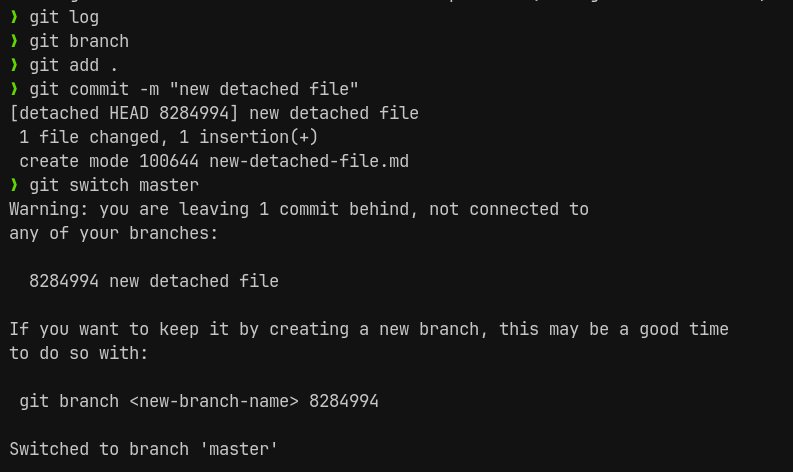 ❯ git log
❯ git branch
❯ git add .
❯ git commit -m "new detached file"
[detached HEAD 8284994] new detached file
 1 file changed, 1 insertion(+)
 create mode 100644 new-detached-file.md
❯ git switch master
Warning: you are leaving 1 commit behind, not connected to
any of your branches:

  8284994 new detached file

If you want to keep it by creating a new branch, this may be a good time
to do so with:

 git branch <new-branch-name> 8284994

Switched to branch 'master'